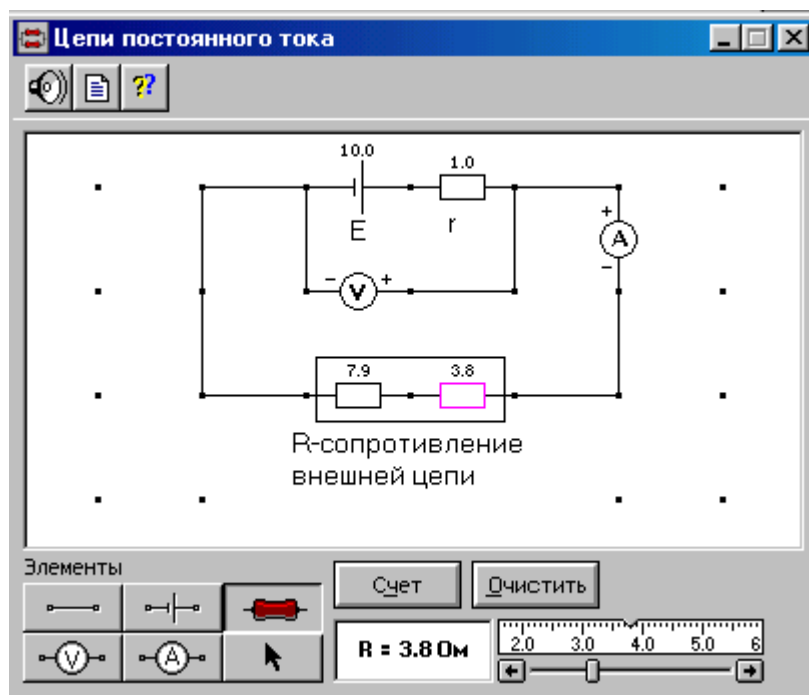 Цепи постоянного тока
??
10.0
1.0
E
r
+
A
−
− V +
7.9
3.8
R-сопротивление
внешней цепи
Элементы
Счет
Очистить
V
A
R = 3.8 Ом
2.0 3.0 4.0 5.0 6